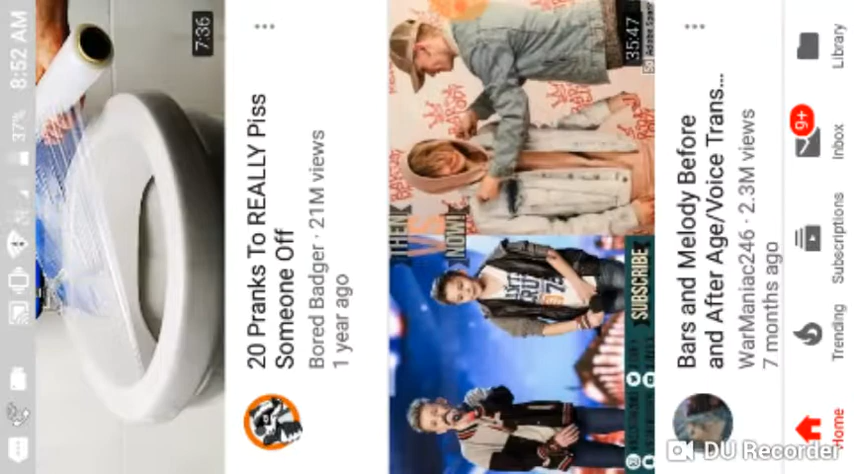 37% 8:52 AM
7:36
20 Pranks To REALLY Piss
Someone Off
Bored Badger · 21M views
1 year ago
THEN
VS
NOW!
SUBSCRIBE
35:47
Bars and Melody Before
and After Age/Voice Trans...
WarManiac246 · 2.3M views
7 months ago
Home
Trending
Subscriptions
9+
Inbox
Library
DU Recorder